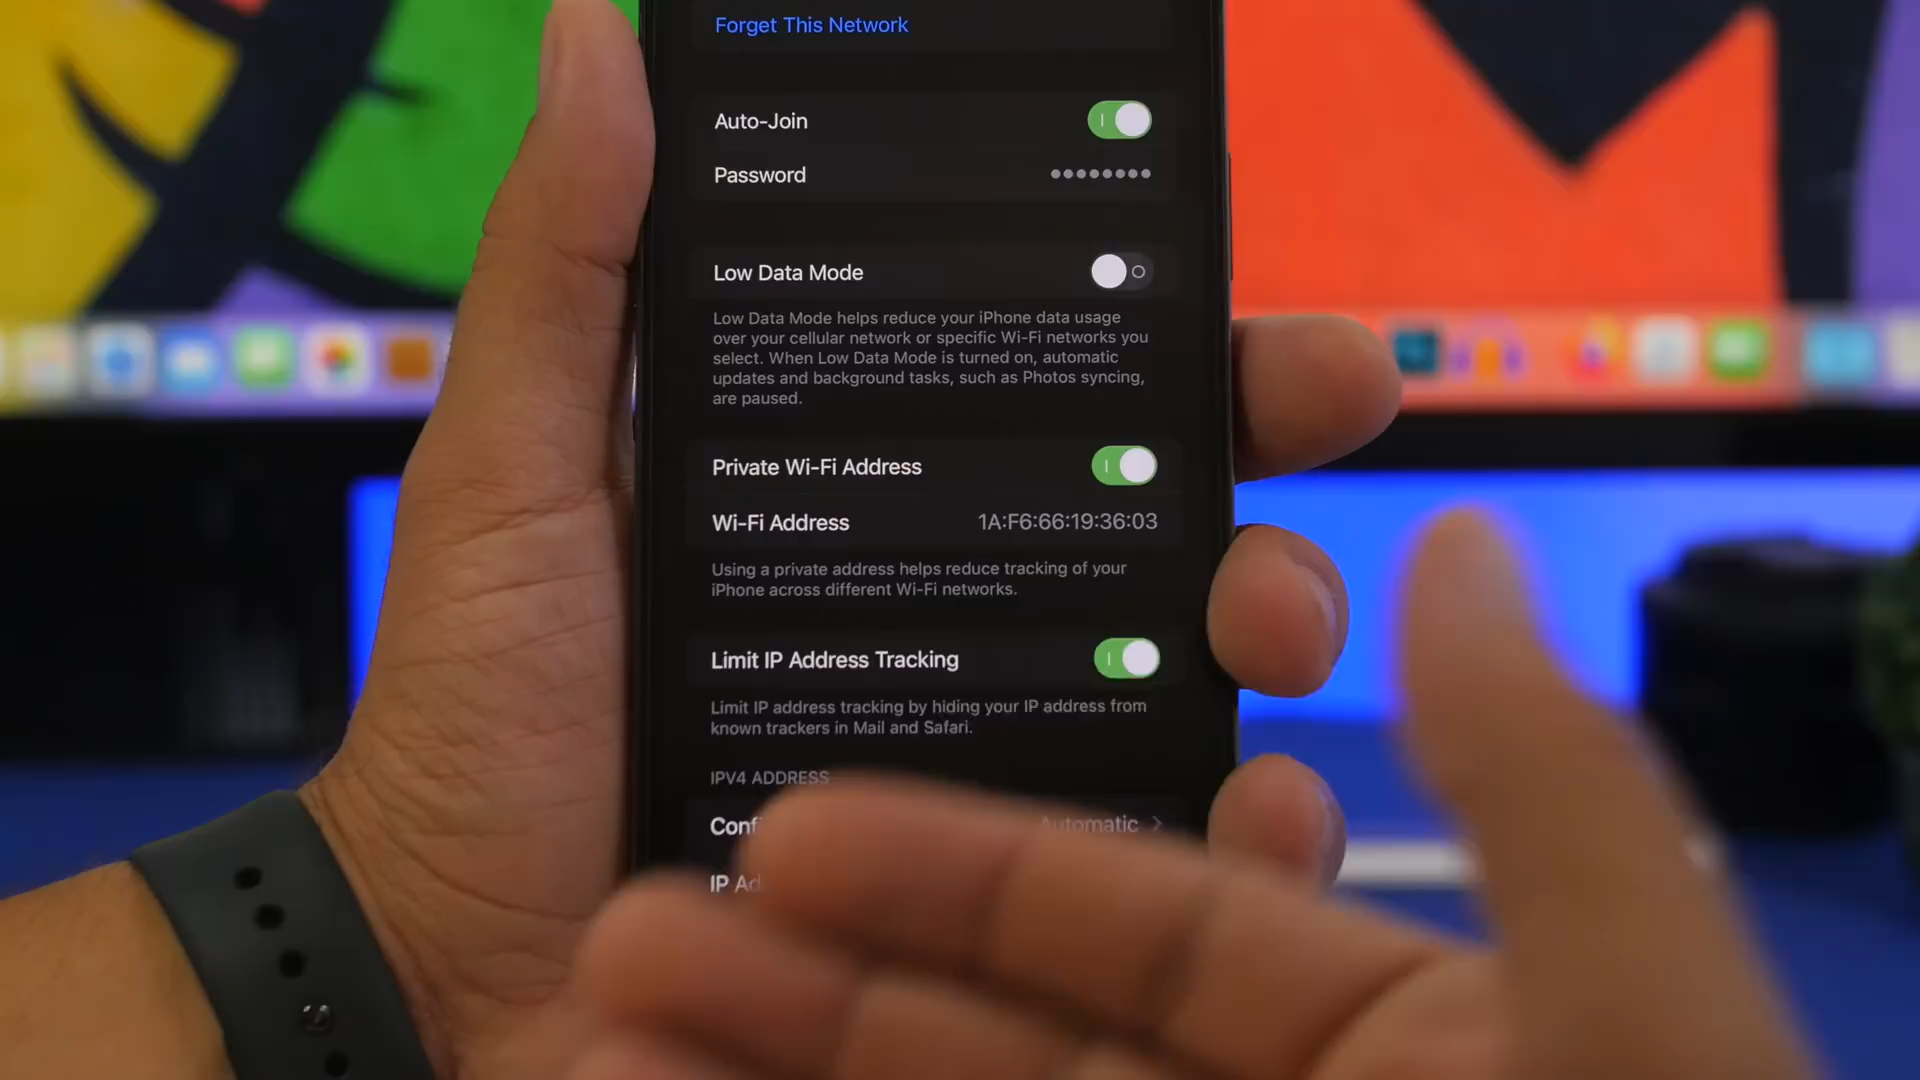 Forget This Network
Auto-Join
Password ••••••••
Low Data Mode
Low Data Mode helps reduce your iPhone data usage
over your cellular network or specific Wi-Fi networks you
select. When Low Data Mode is turned on, automatic
updates and background tasks, such as Photos syncing,
are paused.
Private Wi-Fi Address
Wi-Fi Address 1A:F6:66:19:36:03
Using a private address helps reduce tracking of your
iPhone across different Wi-Fi networks.
Limit IP Address Tracking
Limit IP address tracking by hiding your IP address from
known trackers in Mail and Safari.
IPV4 ADDRESS
Conf Automatic
IP Ad